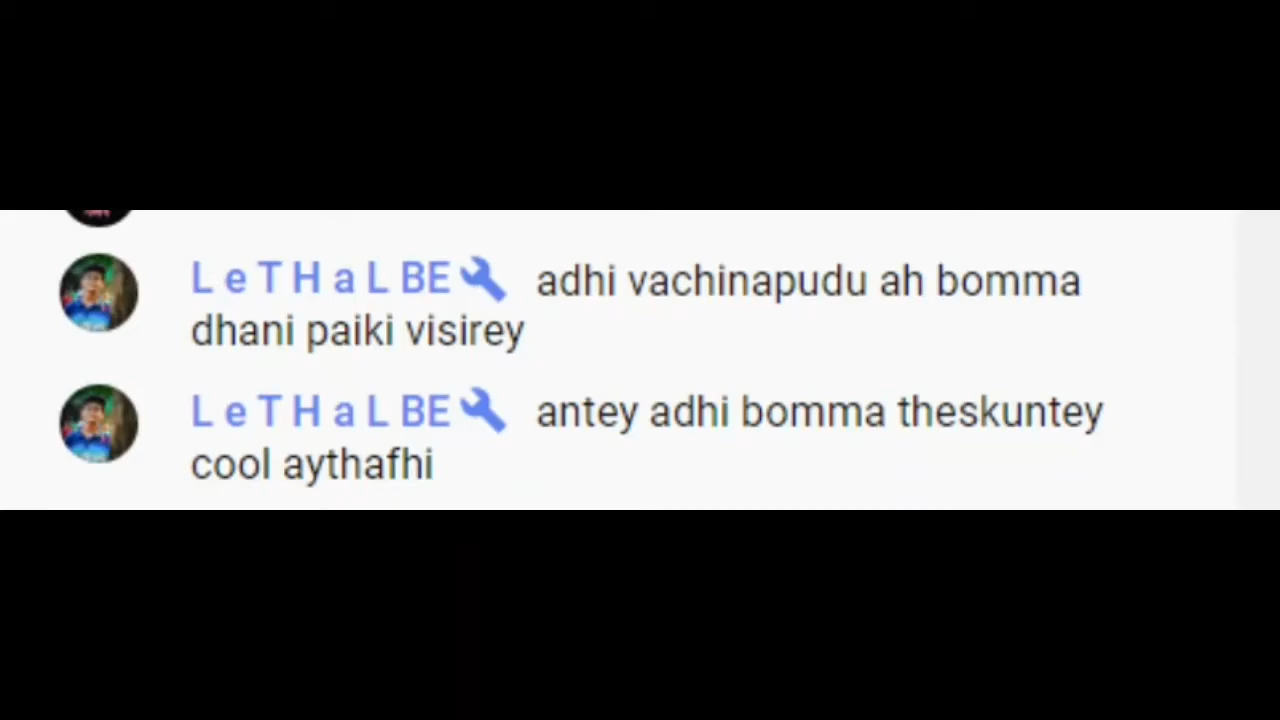 L e T H a L BE adhi vachinapudu ah bomma
dhani paiki visirey
L e T H a L BE antey adhi bomma theskuntey
cool aythafhi